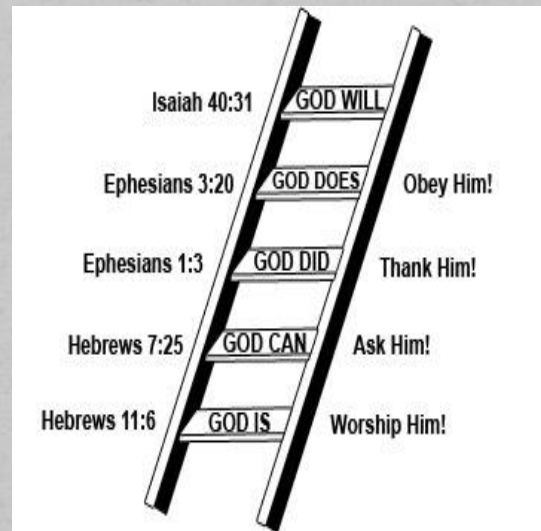 Isaiah 40:31 GOD WILL
Ephesians 3:20 GOD DOES Obey Him!
Ephesians 1:3 GOD DID Thank Him!
Hebrews 7:25 GOD CAN Ask Him!
Hebrews 11:6 GOD IS Worship Him!